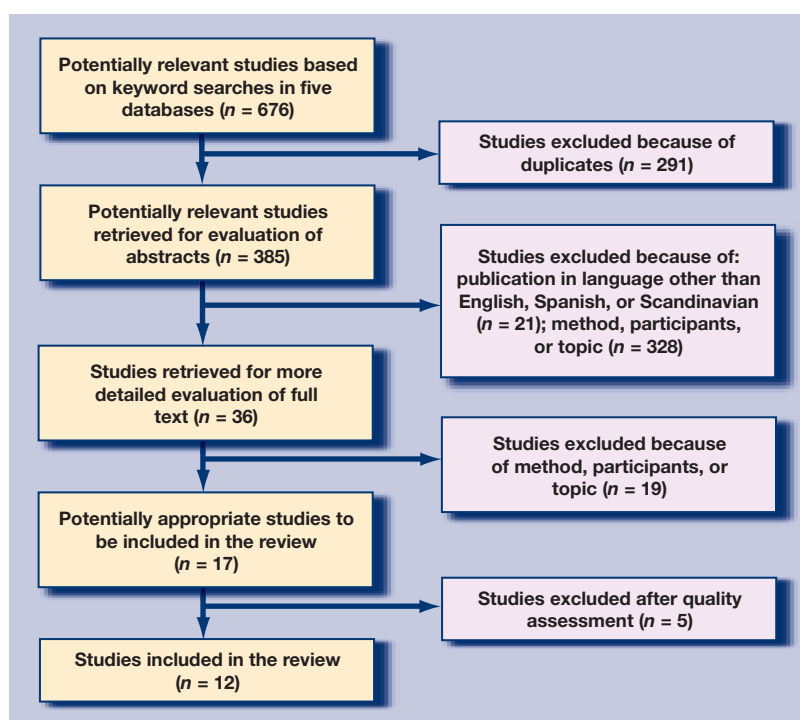 Potentially relevant studies based
on keyword searches in five
databases (n = 676)
Studies excluded because of
duplicates (n = 291)
Potentially relevant studies
retrieved for evaluation of
abstracts (n = 385)
Studies excluded because of:
publication in language other than
English, Spanish, or Scandinavian
(n = 21); method, participants,
or topic (n = 328)
Studies retrieved for more
detailed evaluation of full
text (n = 36)
Studies excluded because
of method, participants, or
topic (n = 19)
Potentially appropriate studies to
be included in the review
(n = 17)
Studies excluded after quality
assessment (n = 5)
Studies included in the review
(n = 12)